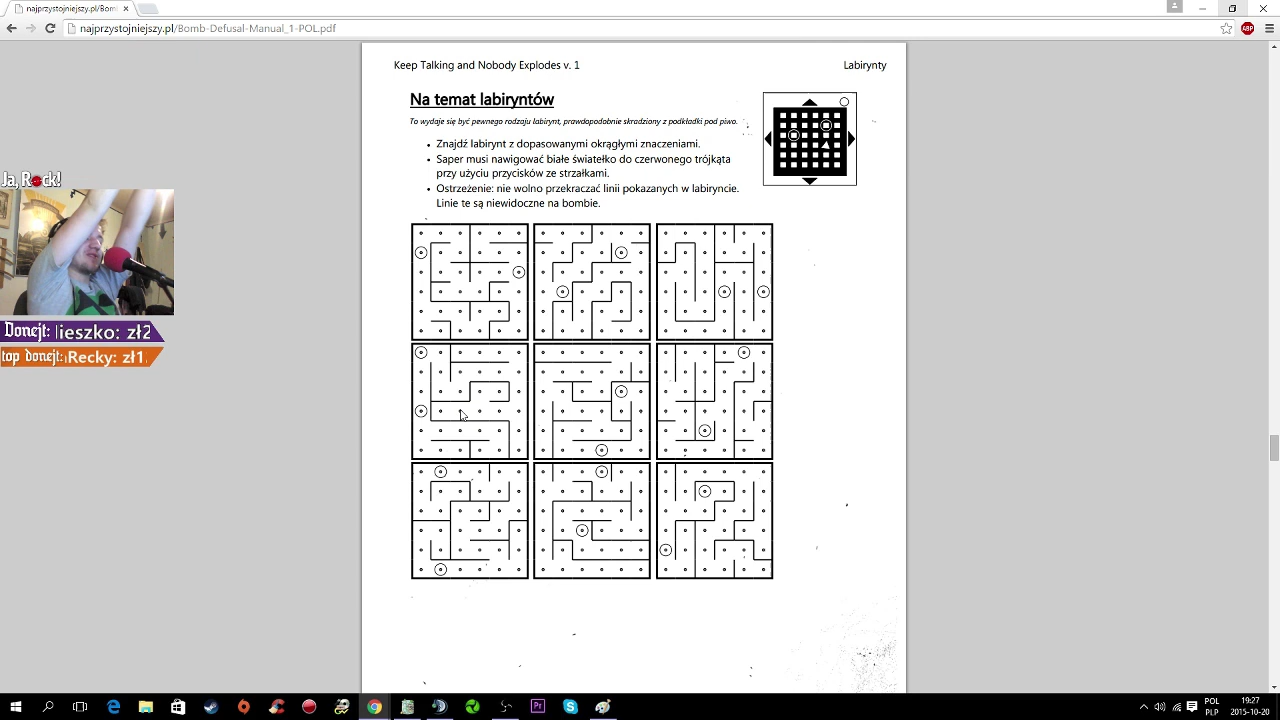 najprzystojniejszy.pl/Bomb
najprzystojniejszy.pl/Bomb-Defusal-Manual_1-POL.pdf
ABP
Keep Talking and Nobody Explodes v. 1
Labirynty
Na temat labiryntów
To wydaje się być pewnego rodzaju labirynt, prawdopodobnie skradziony z podkładki pod piwo.
• Znajdź labirynt z dopasowanymi okrągłymi znaczeniami.
• Saper musi nawigować białe światełko do czerwonego trójkąta
przy użyciu przycisków ze strzałkami.
• Ostrzeżenie: nie wolno przekraczać linii pokazanych w labiryncie.
Linie te są niewidoczne na bombie.
Ja, Rock!
Donejt: lieszko: zł2
top donejt: Recky: zł1
Pr
POL
PLP
19:27
2015-10-20